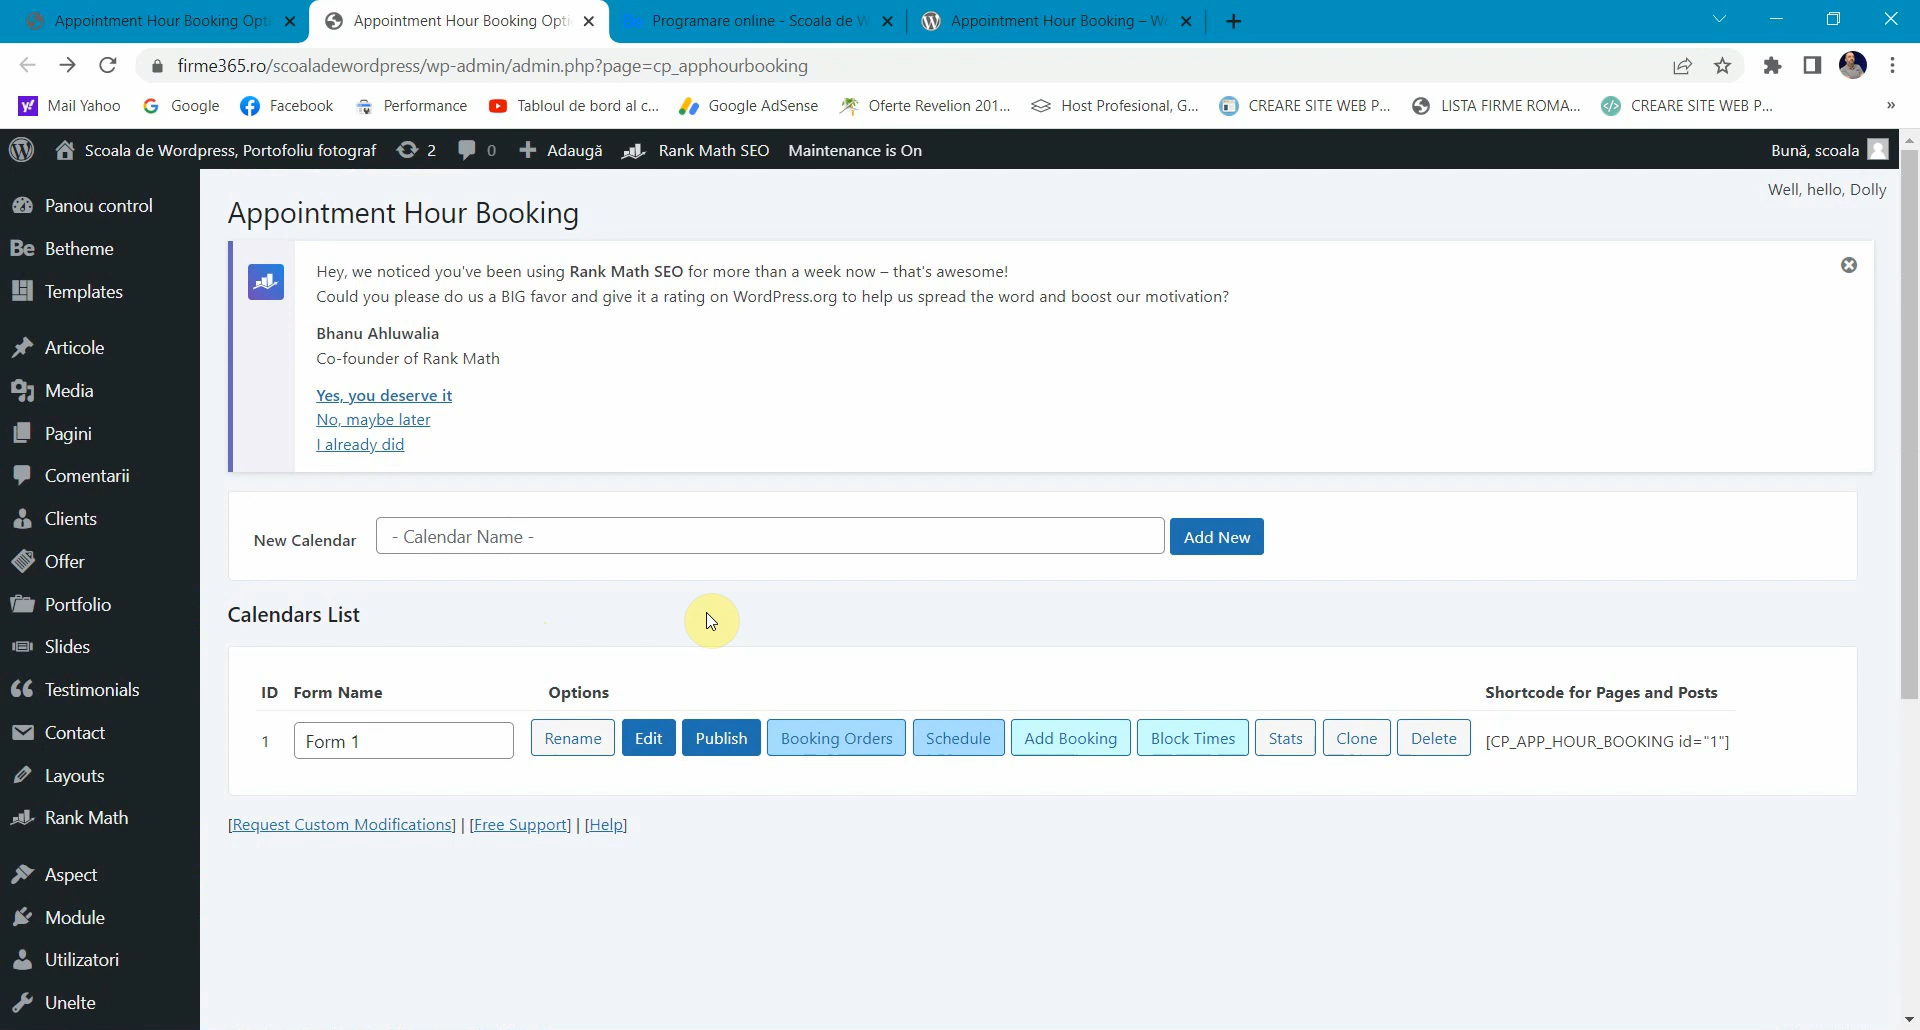 Appointment Hour Booking Opti
Appointment Hour Booking Opti
Programare online - Scoala de W
Appointment Hour Booking – Wo
firme365.ro/scoaladewordpress/wp-admin/admin.php?page=cp_apphourbooking
Mail Yahoo
Google
Facebook
Performance
Tabloul de bord al c...
Google AdSense
Oferte Revelion 201...
Host Profesional, G...
CREARE SITE WEB P...
LISTA FIRME ROMA...
CREARE SITE WEB P...
»
Scoala de Wordpress, Portofoliu fotograf
2
0
Adaugă
Rank Math SEO
Maintenance is On
Bună, scoala
Well, hello, Dolly
Panou control
Be Betheme
Templates
Articole
Media
Pagini
Comentarii
Clients
Offer
Portfolio
Slides
Testimonials
Contact
Layouts
Rank Math
Aspect
Module
Utilizatori
Unelte
Appointment Hour Booking
Hey, we noticed you've been using Rank Math SEO for more than a week now – that's awesome!
Could you please do us a BIG favor and give it a rating on WordPress.org to help us spread the word and boost our motivation?
Bhanu Ahluwalia
Co-founder of Rank Math
Yes, you deserve it
No, maybe later
I already did
New Calendar
- Calendar Name -
Add New
Calendars List
ID Form Name Options Shortcode for Pages and Posts
1 Form 1 Rename Edit Publish Booking Orders Schedule Add Booking Block Times Stats Clone Delete [CP_APP_HOUR_BOOKING id="1"]
[Request Custom Modifications] | [Free Support] | [Help]